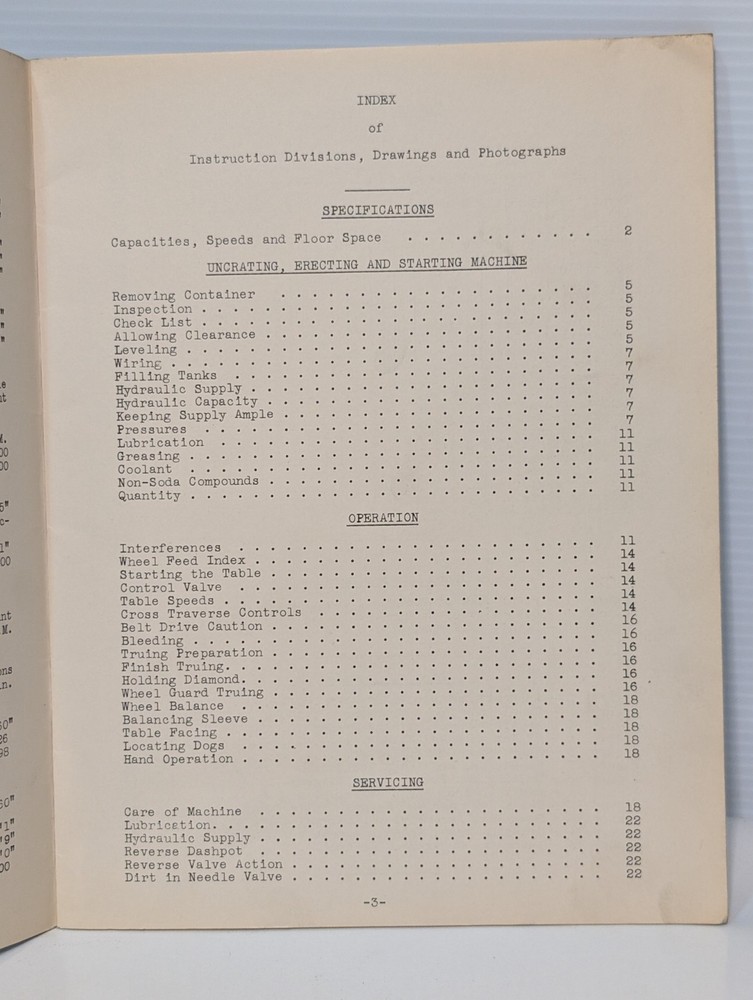 INDEX
of
Instruction Divisions, Drawings and Photographs
SPECIFICATIONS
Capacities, Speeds and Floor Space . . . . . . . . . . . . 2
UNCRATING, ERECTING AND STARTING MACHINE
Removing Container . . . . . . . . . . . . . . . . . . . . 5
Inspection . . . . . . . . . . . . . . . . . . . . . . . . . 5
Check List . . . . . . . . . . . . . . . . . . . . . . . . . 5
Allowing Clearance . . . . . . . . . . . . . . . . . . . . . 5
Leveling . . . . . . . . . . . . . . . . . . . . . . . . . . 5
Wiring . . . . . . . . . . . . . . . . . . . . . . . . . . . 7
Filling Tanks . . . . . . . . . . . . . . . . . . . . . . . 7
Hydraulic Supply . . . . . . . . . . . . . . . . . . . . . . 7
Hydraulic Capacity . . . . . . . . . . . . . . . . . . . . . 7
Keeping Supply Ample . . . . . . . . . . . . . . . . . . . . 7
Pressures . . . . . . . . . . . . . . . . . . . . . . . . . 7
Lubrication . . . . . . . . . . . . . . . . . . . . . . . . 11
Greasing . . . . . . . . . . . . . . . . . . . . . . . . . . 11
Coolant . . . . . . . . . . . . . . . . . . . . . . . . . . 11
Non-Soda Compounds . . . . . . . . . . . . . . . . . . . . . 11
Quantity . . . . . . . . . . . . . . . . . . . . . . . . . . 11
OPERATION
Interferences . . . . . . . . . . . . . . . . . . . . . . . 11
Wheel Feed Index . . . . . . . . . . . . . . . . . . . . . . 14
Starting the Table . . . . . . . . . . . . . . . . . . . . . 14
Control Valve . . . . . . . . . . . . . . . . . . . . . . . 14
Table Speeds . . . . . . . . . . . . . . . . . . . . . . . . 14
Cross Traverse Controls . . . . . . . . . . . . . . . . . . 14
Belt Drive Caution . . . . . . . . . . . . . . . . . . . . . 16
Bleeding . . . . . . . . . . . . . . . . . . . . . . . . . . 16
Truing Preparation . . . . . . . . . . . . . . . . . . . . . 16
Finish Truing. . . . . . . . . . . . . . . . . . . . . . . . 16
Holding Diamond. . . . . . . . . . . . . . . . . . . . . . . 16
Wheel Guard Truing . . . . . . . . . . . . . . . . . . . . . 16
Wheel Balance . . . . . . . . . . . . . . . . . . . . . . . 18
Balancing Sleeve . . . . . . . . . . . . . . . . . . . . . . 18
Table Facing . . . . . . . . . . . . . . . . . . . . . . . . 18
Locating Dogs . . . . . . . . . . . . . . . . . . . . . . . 18
Hand Operation . . . . . . . . . . . . . . . . . . . . . . . 18
SERVICING
Care of Machine . . . . . . . . . . . . . . . . . . . . . . 18
Lubrication. . . . . . . . . . . . . . . . . . . . . . . . . 22
Hydraulic Supply . . . . . . . . . . . . . . . . . . . . . . 22
Reverse Dashpot . . . . . . . . . . . . . . . . . . . . . . 22
Reverse Valve Action . . . . . . . . . . . . . . . . . . . . 22
Dirt in Needle Valve . . . . . . . . . . . . . . . . . . . . 22
-3-